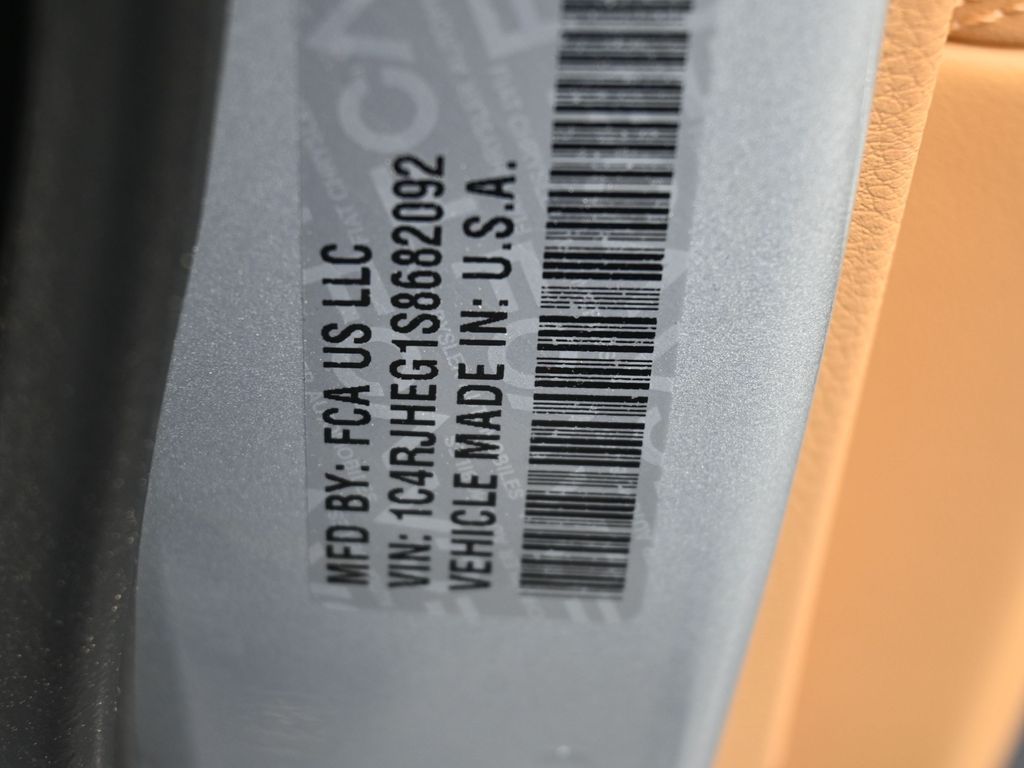 MFD BY: FCA US LLC
VIN: 1C4RJHEG1S8682092
VEHICLE MADE IN: U.S.A.